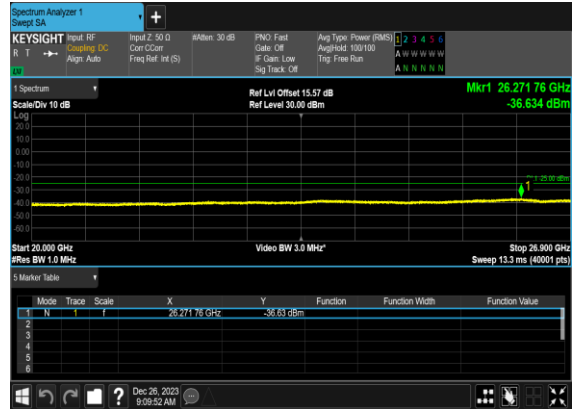 Spectrum Analyzer 1
Swept SA
+
KEYSIGHT Input: RF Input Z: 50 Ω #Atten: 30 dB PNO: Fast Avg Type: Power (RMS) 1 2 3 4 5 6
R T Coupling: DC Corr CCorr Gate: Off Avg|Hold: 100/100 A W W W W W
Align: Auto Freq Ref: Int (S) IF Gain: Low Trig: Free Run
Sig Track: Off A N N N N N
1 Spectrum
Ref Lvl Offset 15.57 dB Mkr1 26.271 76 GHz
Scale/Div 10 dB Ref Level 30.00 dBm -36.634 dBm
Log
20.0
10.0
0.00
-10.0
-20.0
-25.00 dBm
1
-30.0
-40.0
-50.0
-60.0
Start 20.000 GHz Video BW 3.0 MHz* Stop 26.900 GHz
#Res BW 1.0 MHz Sweep 13.3 ms (40001 pts)
5 Marker Table
Mode Trace Scale X Y Function Function Width Function Value
1 N 1 f 26.271 76 GHz -36.63 dBm
2
3
4
5
6
? Dec 26, 2023
9:09:52 AM